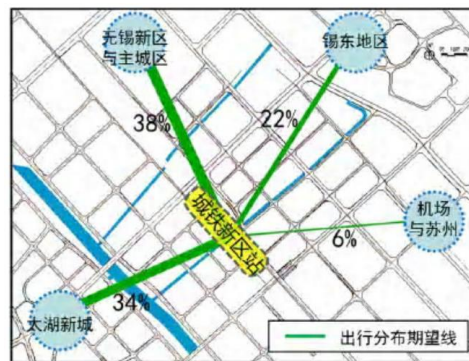 无锡新区
与主城区
锡东地区
38%
22%
城铁新区站
机场
与苏州
6%
34%
太湖新城
出行分布期望线